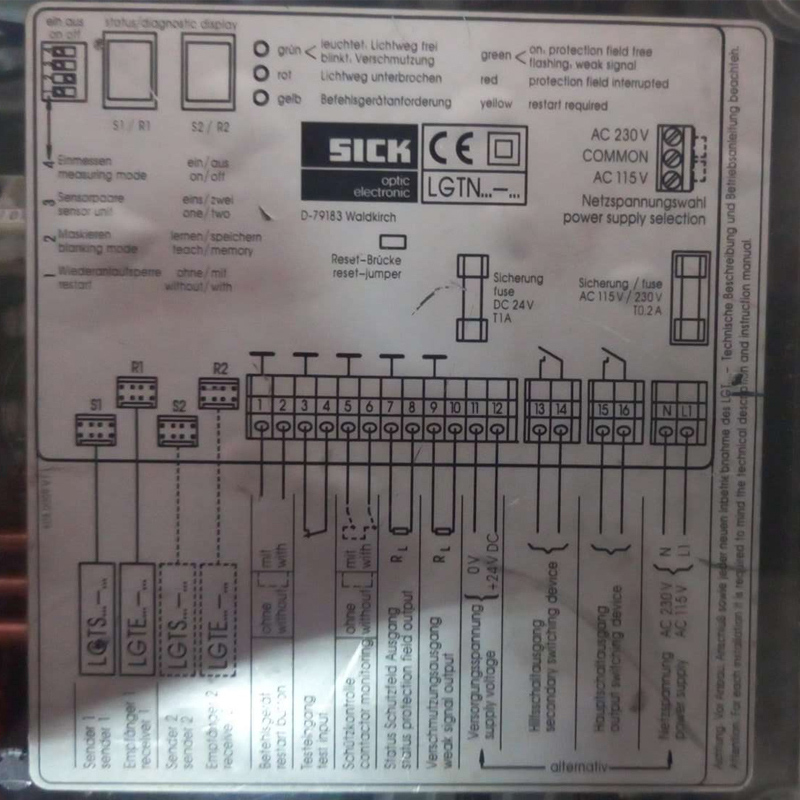 ein aus
on off
status/diagnostic display
S1 / R1
S2 / R2
grün leuchtet, Lichtweg frei
blinkt, Verschmutzung
rot Lichtweg unterbrochen
gelb Befehlsgerätanforderung
green on, protection field free
flashing, weak signal
red protection field interrupted
yellow restart required
4 Einmessen ein/aus
measuring mode on/off
3 Sensorpaare eins/zwei
sensor unit one/two
2 Maskieren lernen/speichern
blanking mode teach/memory
1 Wiederanlaufsperre ohne/mit
restart without/with
SICK
optic
electronic
CE
LGTN...-...
D-79183 Waldkirch
AC 230 V
COMMON
AC 115 V
Netzspannungswahl
power supply selection
Reset-Brücke
reset-jumper
Sicherung
fuse
DC 24V
T1A
Sicherung / fuse
AC 115V / 230 V
T0.2 A
S1
R1
S2
R2
1 2 3 4 5 6 7 8 9 10 11 12
13 14
15 16
N L1
LGTS...-...
LGTE...-...
LGTS...-...
LGTE...-...
Sender 1
sender 1
Empfänger 1
receiver 1
Sender 2
sender 2
Empfänger 2
receiver 2
ohne mit
without with
Befehlsgerät
restart button
Testeingang
test input
ohne mit
without with
Schützkontrolle
contactor monitoring
RL
Status Schutzfeld Ausgang
status protection field output
RL
Verschmutzungsausgang
weak signal output
0 V
+24V DC
Versorgungsspannung
supply voltage
Hilfsschaltausgang
secondary switching device
Hauptschaltausgang
output switching device
N
L1
AC 230 V
AC 115 V
Netzspannung
power supply
alternativ
Achtung: Vor Anbau, Anschluß sowie jeder neuen Inbetriebnahme des LGT...- Technische Beschreibung und Betriebsanleitung beachten.
Attention: For each installation it is required to mind the technical description and instruction manual